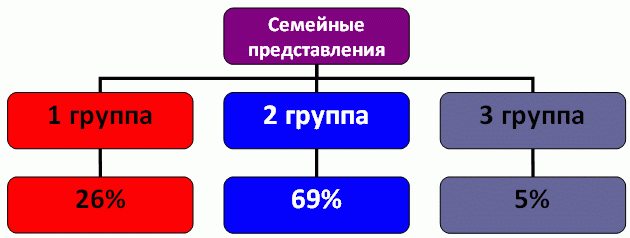 Семейные
представления
1 группа
2 группа
3 группа
26%
69%
5%